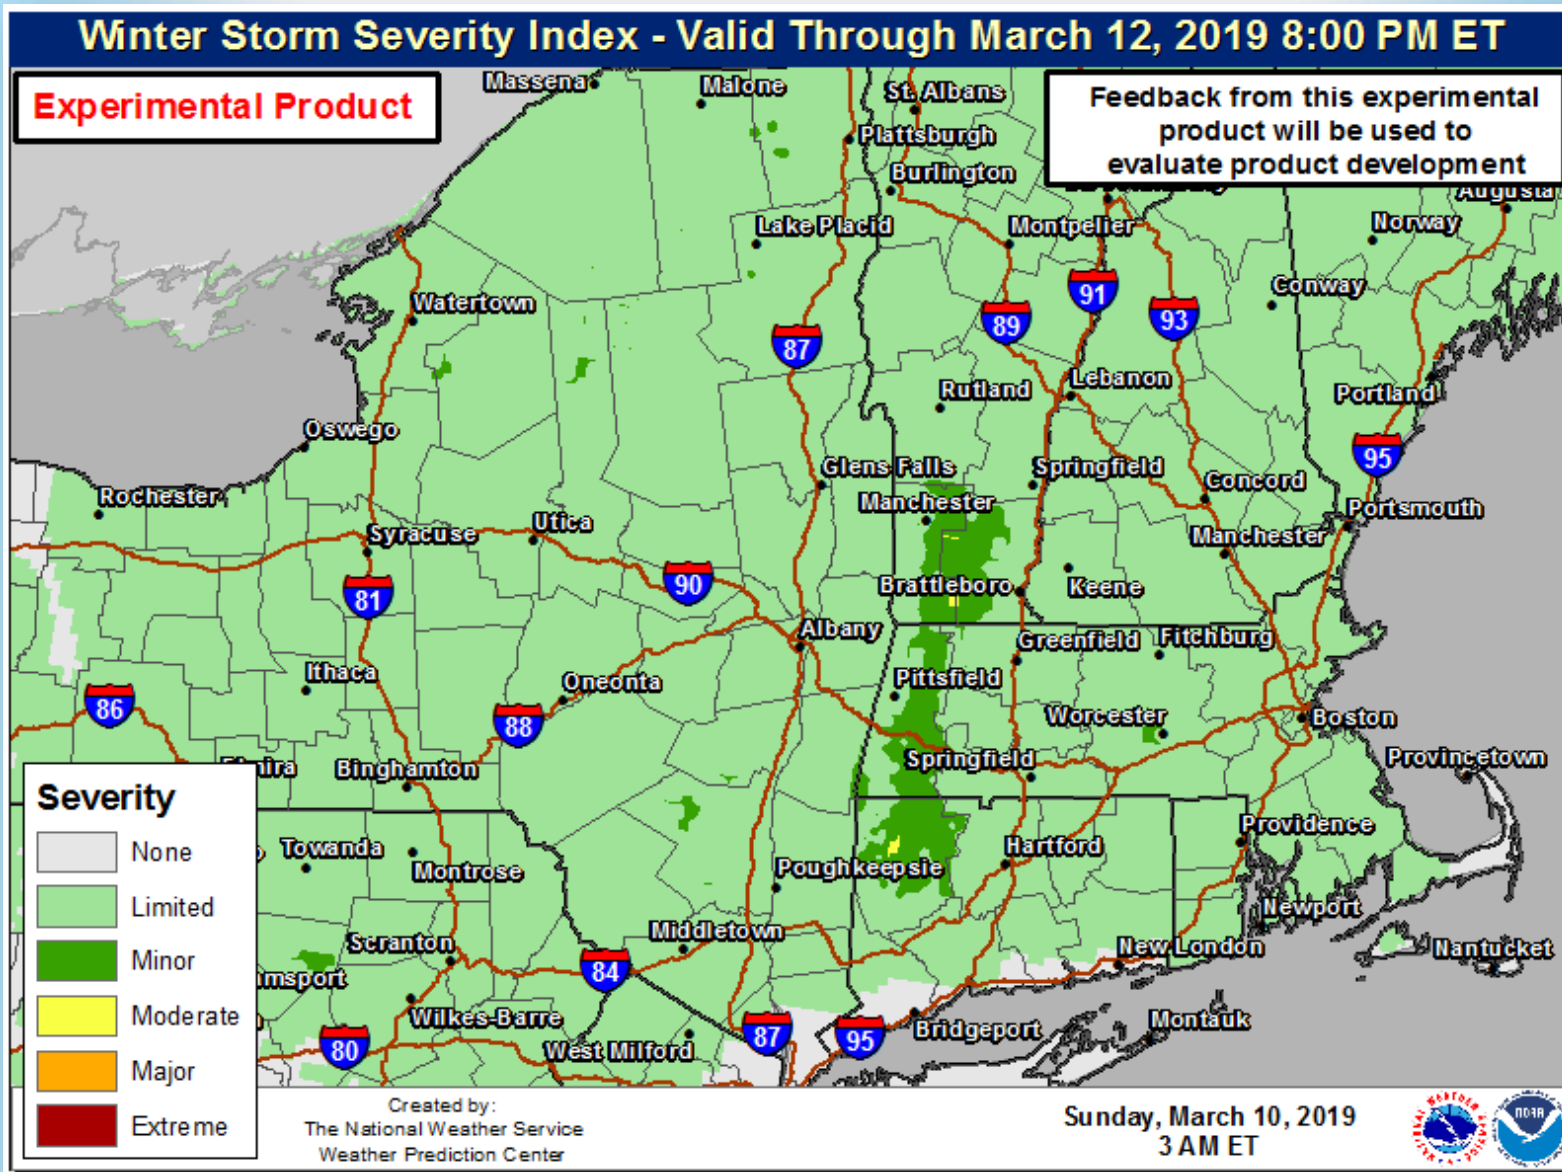 Winter Storm Severity Index - Valid Through March 12, 2019 8:00 PM ET
Experimental Product
Feedback from this experimental
product will be used to
evaluate product development
Massena
Malone
St. Albans
Plattsburgh
Burlington
Augusta
Norway
Lake Placid
Montpelier
Conway
91
Watertown
89
93
87
Rutland
Lebanon
Portland
Oswego
95
Glens Falls
Springfield
Concord
Rochester
Manchester
Portsmouth
Utica
Syracuse
Manchester
90
81
Brattleboro
Keene
Albany
Greenfield
Fitchburg
Ithaca
Oneonta
Pittsfield
86
88
Worcester
Boston
Springfield
Provincetown
Binghamton
Providence
Towanda
Hartford
Montrose
Poughkeepsie
Newport
Middletown
Scranton
New London
Nantucket
84
Wilkes-Barre
Bridgeport
Montauk
West Milford
80
87
95
Severity
None
Limited
Minor
Moderate
Major
Extreme
Created by:
The National Weather Service
Weather Prediction Center
Sunday, March 10, 2019
3 AM ET
NOAA